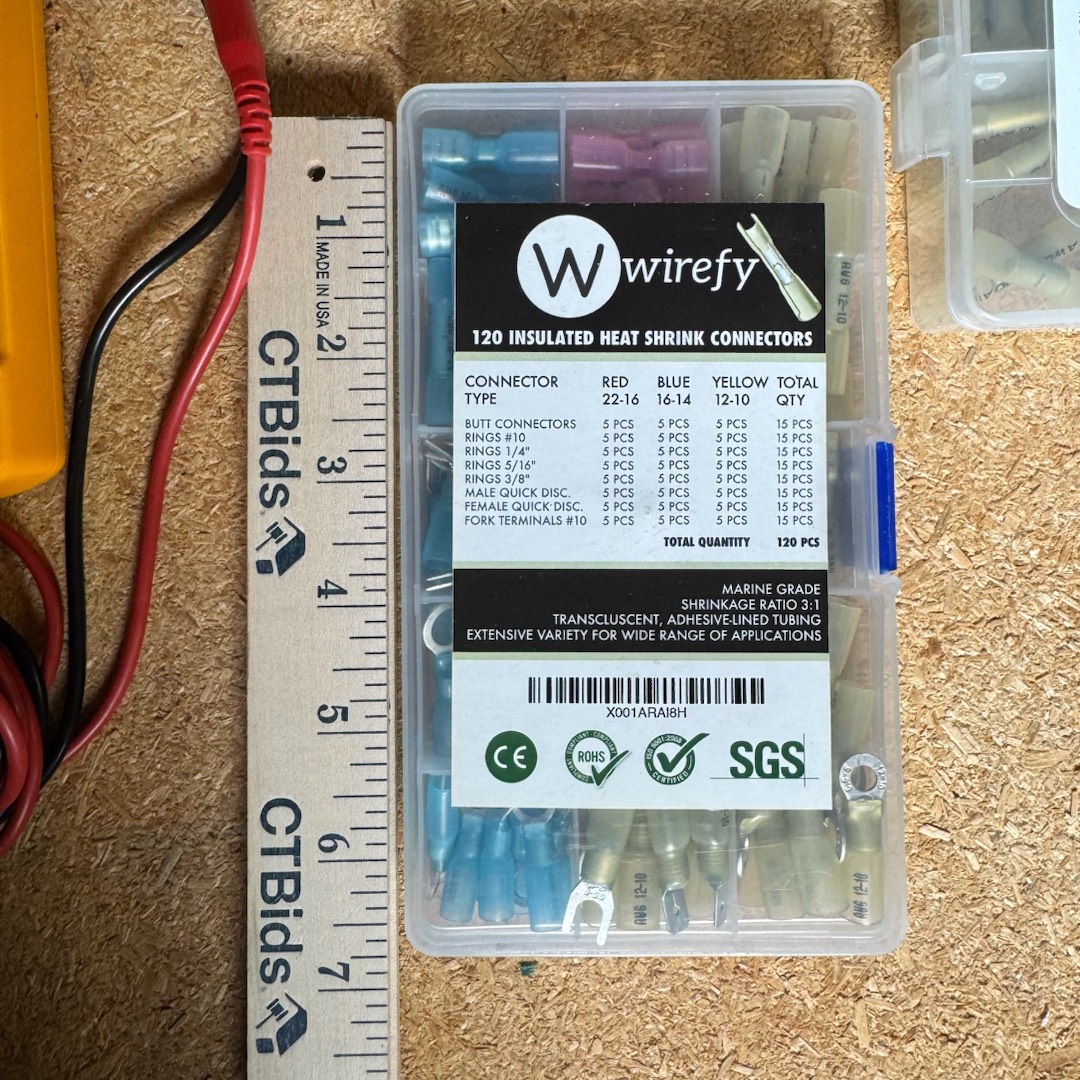 1
MADE IN USA
2
CTBids
3
4
5
6
CTBids
7
W wirefy
120 INSULATED HEAT SHRINK CONNECTORS
CONNECTOR TYPE RED 22-16 BLUE 16-14 YELLOW 12-10 TOTAL QTY
BUTT CONNECTORS 5 PCS 5 PCS 5 PCS 15 PCS
RINGS #10 5 PCS 5 PCS 5 PCS 15 PCS
RINGS 1/4" 5 PCS 5 PCS 5 PCS 15 PCS
RINGS 5/16" 5 PCS 5 PCS 5 PCS 15 PCS
RINGS 3/8" 5 PCS 5 PCS 5 PCS 15 PCS
MALE QUICK DISC. 5 PCS 5 PCS 5 PCS 15 PCS
FEMALE QUICK DISC. 5 PCS 5 PCS 5 PCS 15 PCS
FORK TERMINALS #10 5 PCS 5 PCS 5 PCS 15 PCS
TOTAL QUANTITY 120 PCS
MARINE GRADE
SHRINKAGE RATIO 3:1
TRANSCLUSCENT, ADHESIVE-LINED TUBING
EXTENSIVE VARIETY FOR WIDE RANGE OF APPLICATIONS
X001ARAI8H
CE
COMPLIANT
ROHS
ISO 9001:2008
CERTIFIED
SGS
AWG 12-10
AWG 12-10
AWG 12-10